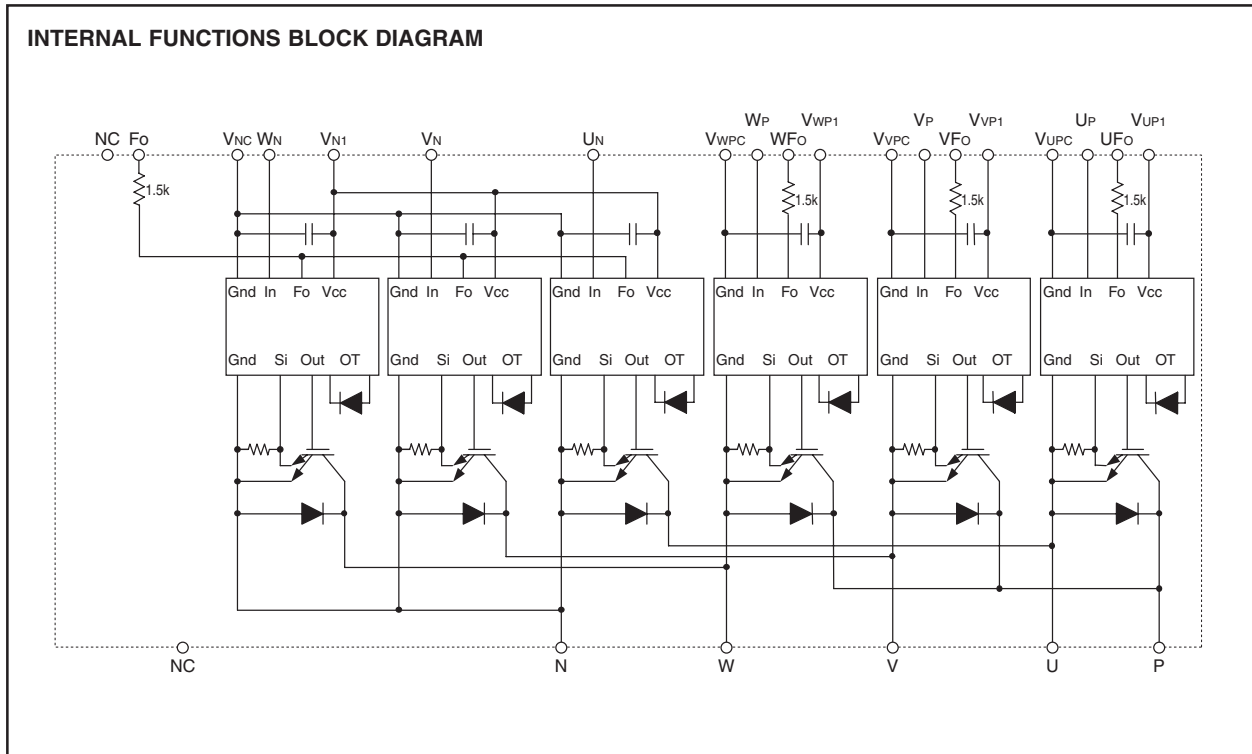 INTERNAL FUNCTIONS BLOCK DIAGRAM
WP VWP1 VP VVP1 UP VUP1
NC FO VNC WN VN1 VN UN VWPC WFO VVPC VFO VUPC UFO
1.5k 1.5k 1.5k 1.5k
Gnd In Fo Vcc Gnd In Fo Vcc Gnd In Fo Vcc Gnd In Fo Vcc Gnd In Fo Vcc Gnd In Fo Vcc
Gnd Si Out OT Gnd Si Out OT Gnd Si Out OT Gnd Si Out OT Gnd Si Out OT Gnd Si Out OT
NC N W V U P